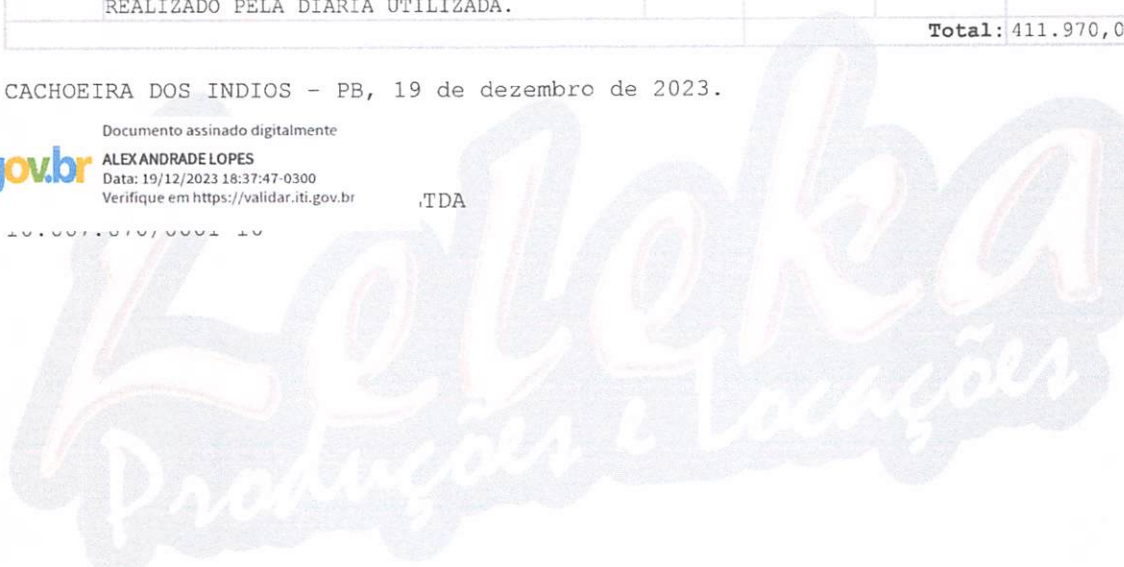 REALIZADO PELA DIARIA UTILIZADA.
Total: 411.970,0
CACHOEIRA DOS INDIOS - PB, 19 de dezembro de 2023.
Documento assinado digitalmente
gov.br
ALEX ANDRADE LOPES
Data: 19/12/2023 18:37:47-0300
Verifique em https://validar.iti.gov.br
TDA
Leleka
Produções e Locações